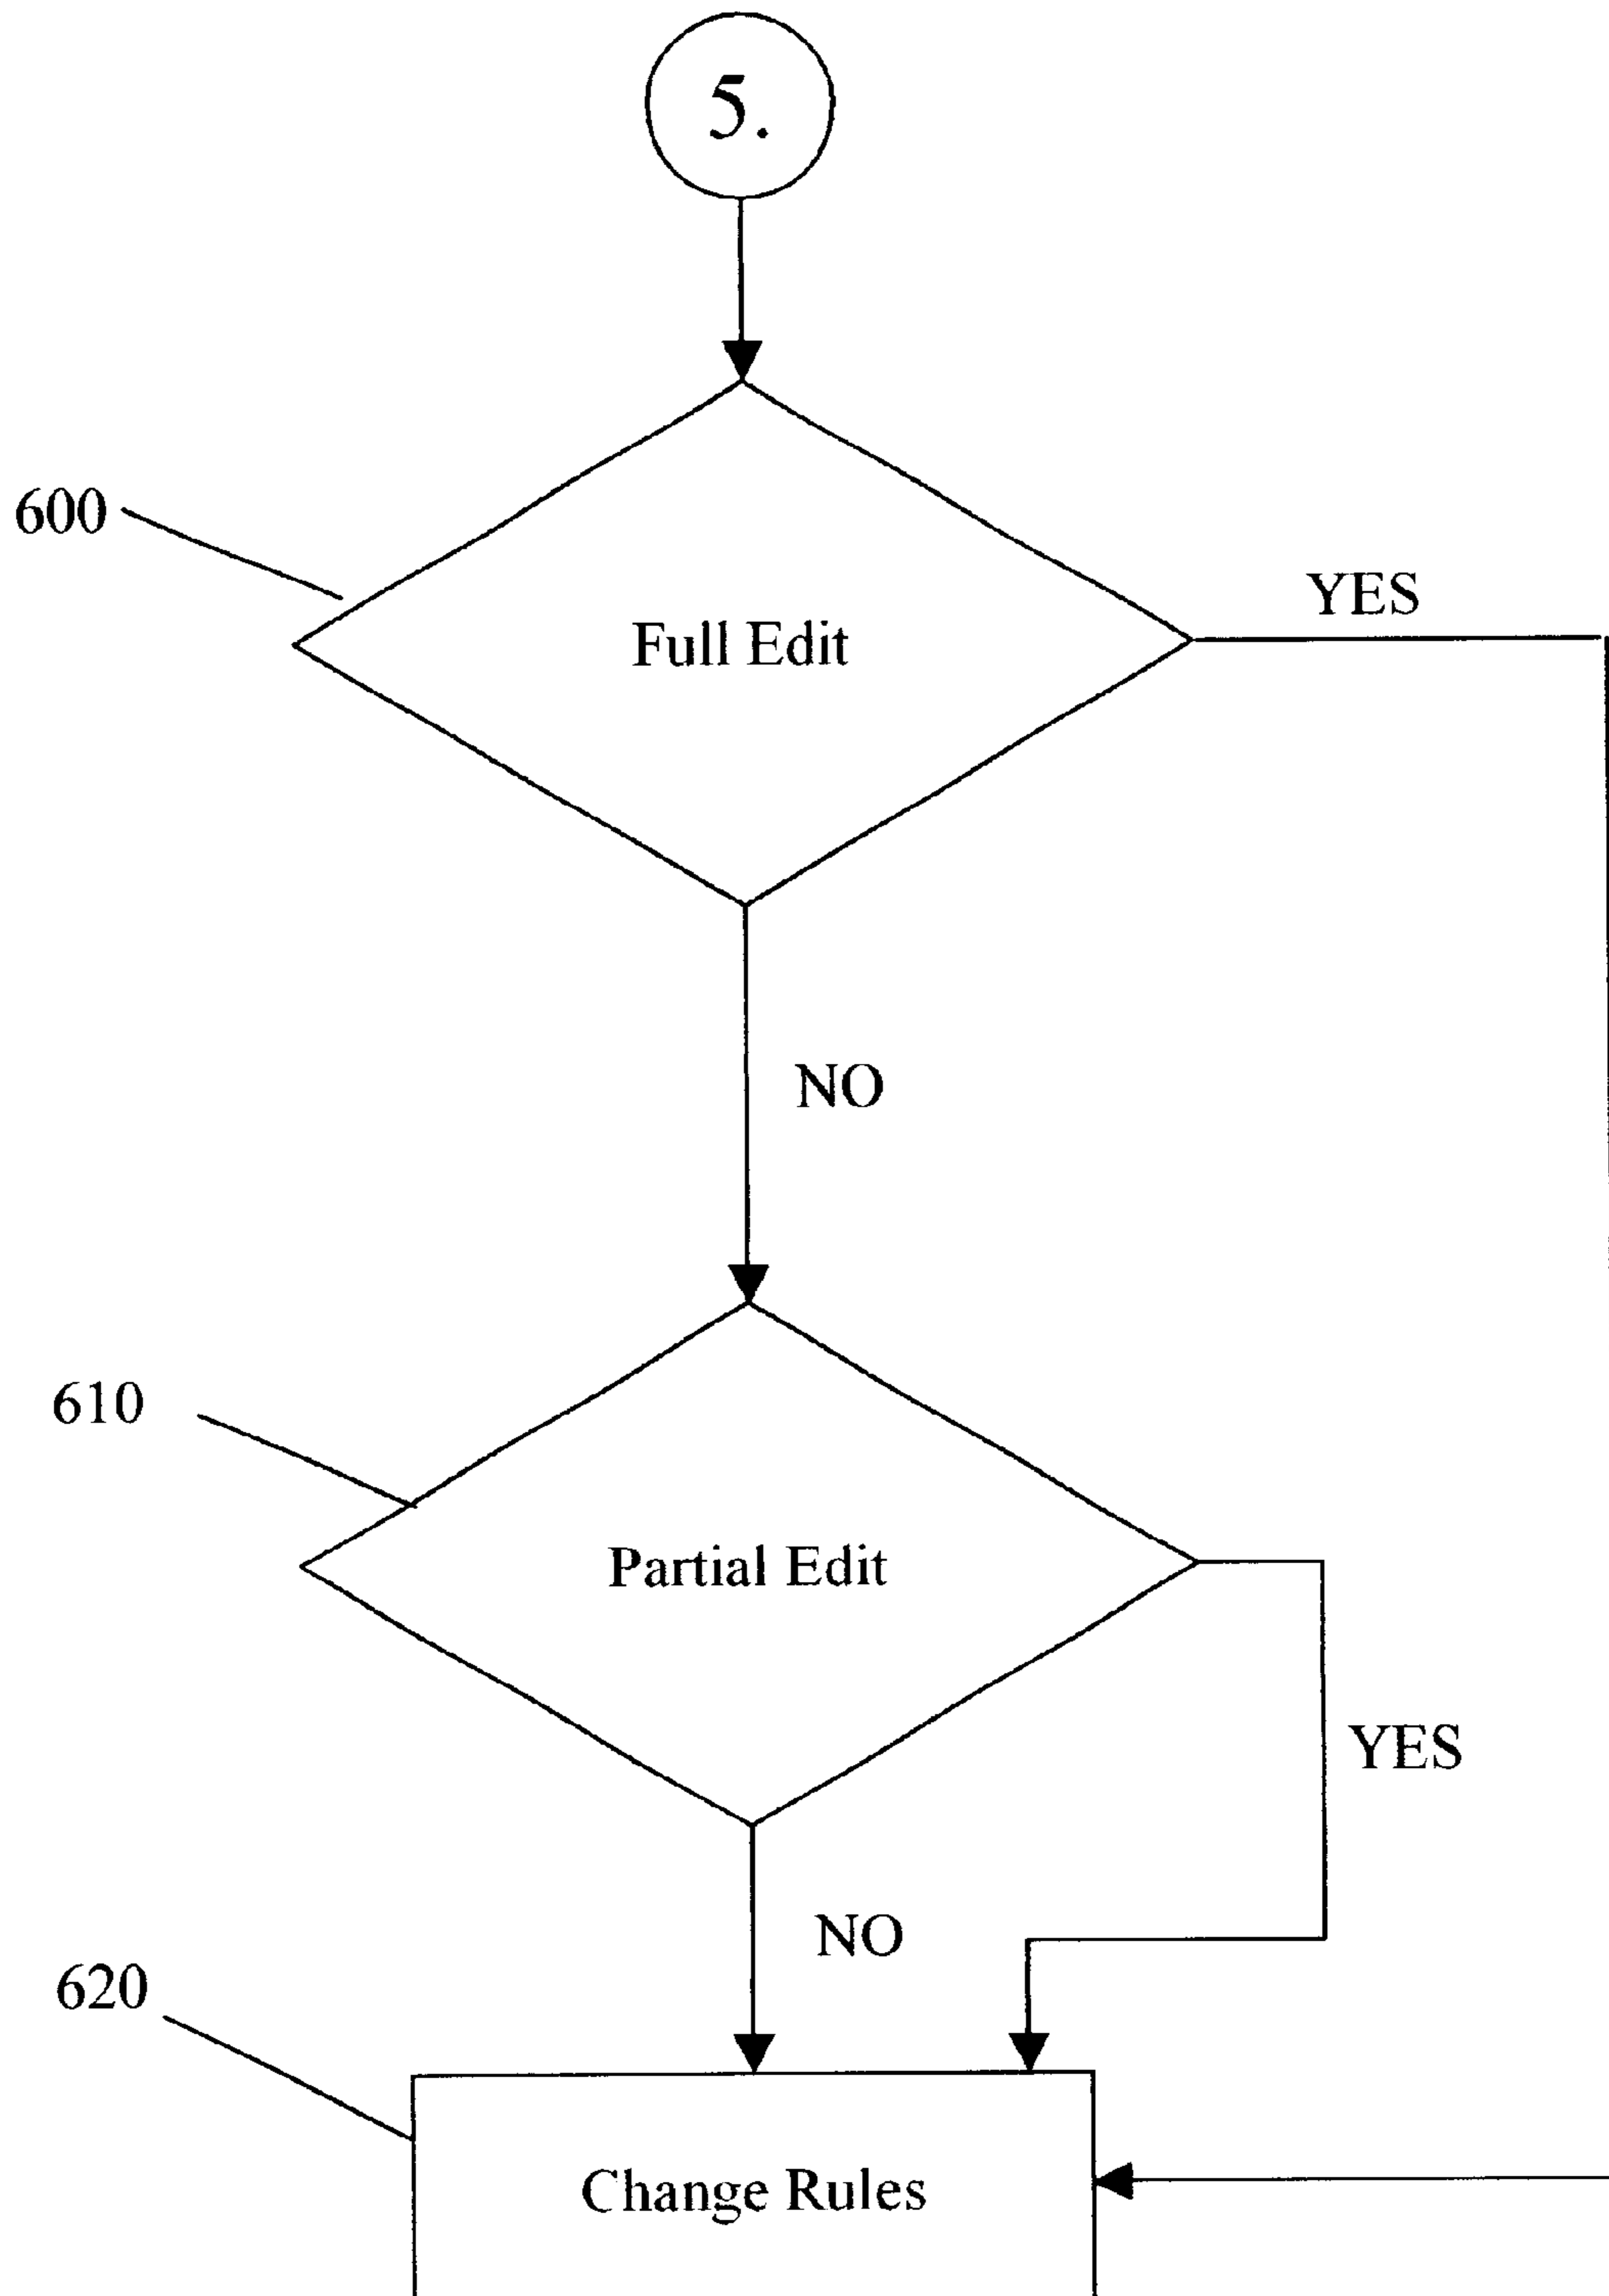 5.
600
Full Edit
YES
NO
610
Partial Edit
YES
NO
620
Change Rules